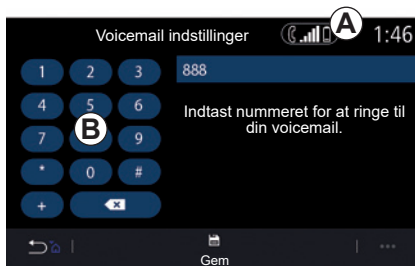 Voicemail indstillinger
A
1:46
1 2 3
888
4 5 6
Indtast nummeret for at ringe til
din voicemail.
7 B 9
* 0 #
+
Gem